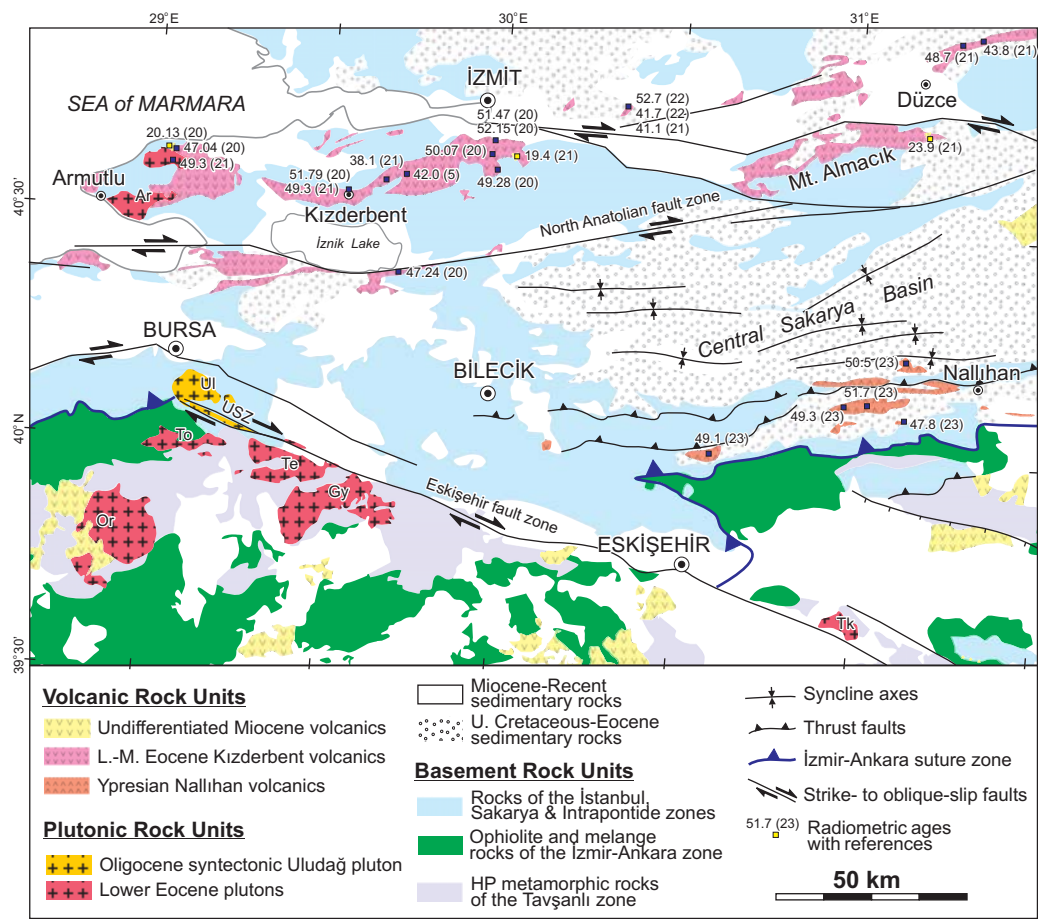 29°E
30°E
31°E
SEA of MARMARA
İZMİT
Düzce
48.7 (21)
43.8 (21)
52.7 (22)
41.7 (22)
41.1 (21)
51.47 (20)
52.15 (20)
20.13 (20)
47.04 (20)
49.3 (21)
50.07 (20)
19.4 (21)
23.9 (21)
38.1 (21)
42.0 (5)
49.28 (20)
51.79 (20)
49.3 (21)
Mt. Almacık
Armutlu
Ar
Kızderbent
40°30'
North Anatolian fault zone
İznik Lake
47.24 (20)
Central Sakarya Basin
BURSA
BİLECİK
50.5 (23)
Nallıhan
Ul
USZ
51.7 (23)
49.3 (23)
47.8 (23)
49.1 (23)
40°N
To
Te
Gy
Or
Eskişehir fault zone
ESKİŞEHİR
Tk
39°30'
Volcanic Rock Units
Undifferentiated Miocene volcanics
L.-M. Eocene Kızderbent volcanics
Ypresian Nallıhan volcanics
Plutonic Rock Units
Oligocene syntectonic Uludağ pluton
Lower Eocene plutons
Miocene-Recent
sedimentary rocks
U. Cretaceous-Eocene
sedimentary rocks
Basement Rock Units
Rocks of the İstanbul,
Sakarya & Intrapontide zones
Ophiolite and melange
rocks of the İzmir-Ankara zone
HP metamorphic rocks
of the Tavşanlı zone
Syncline axes
Thrust faults
İzmir-Ankara suture zone
Strike- to oblique-slip faults
51.7 (23)
Radiometric ages
with references
50 km